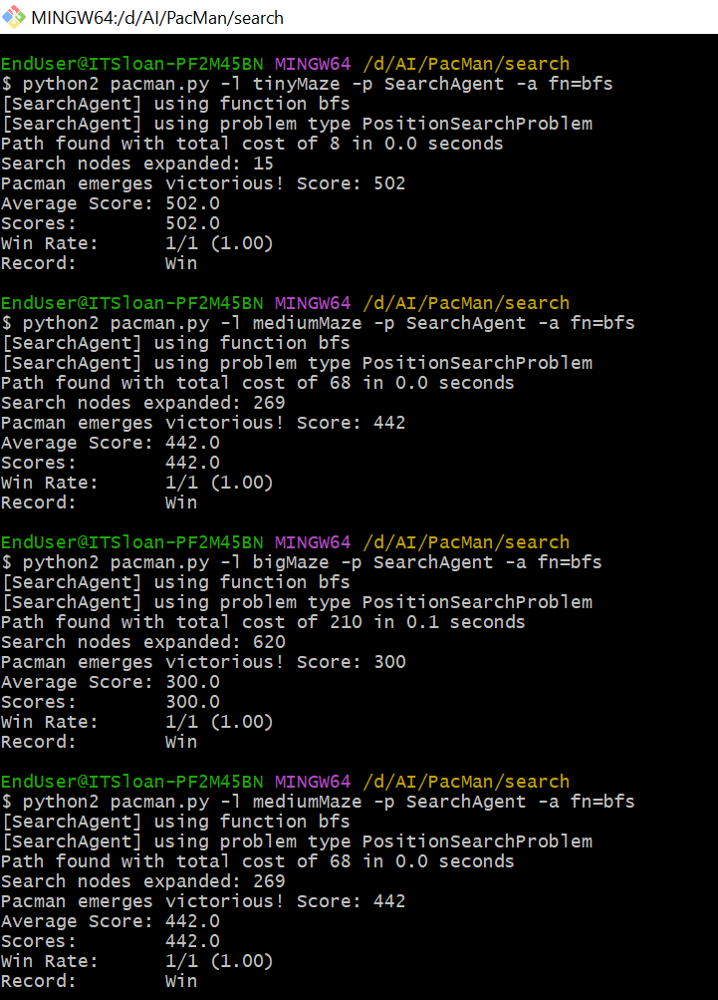 MINGW64:/d/AI/PacMan/search
EndUser@ITSloan-PF2M45BN MINGW64 /d/AI/PacMan/search
$ python2 pacman.py -l tinyMaze -p SearchAgent -a fn=bfs
[SearchAgent] using function bfs
[SearchAgent] using problem type PositionSearchProblem
Path found with total cost of 8 in 0.0 seconds
Search nodes expanded: 15
Pacman emerges victorious! Score: 502
Average Score: 502.0
Scores:        502.0
Win Rate:      1/1 (1.00)
Record:        Win
EndUser@ITSloan-PF2M45BN MINGW64 /d/AI/PacMan/search
$ python2 pacman.py -l mediumMaze -p SearchAgent -a fn=bfs
[SearchAgent] using function bfs
[SearchAgent] using problem type PositionSearchProblem
Path found with total cost of 68 in 0.0 seconds
Search nodes expanded: 269
Pacman emerges victorious! Score: 442
Average Score: 442.0
Scores:        442.0
Win Rate:      1/1 (1.00)
Record:        Win
EndUser@ITSloan-PF2M45BN MINGW64 /d/AI/PacMan/search
$ python2 pacman.py -l bigMaze -p SearchAgent -a fn=bfs
[SearchAgent] using function bfs
[SearchAgent] using problem type PositionSearchProblem
Path found with total cost of 210 in 0.1 seconds
Search nodes expanded: 620
Pacman emerges victorious! Score: 300
Average Score: 300.0
Scores:        300.0
Win Rate:      1/1 (1.00)
Record:        Win
EndUser@ITSloan-PF2M45BN MINGW64 /d/AI/PacMan/search
$ python2 pacman.py -l mediumMaze -p SearchAgent -a fn=bfs
[SearchAgent] using function bfs
[SearchAgent] using problem type PositionSearchProblem
Path found with total cost of 68 in 0.0 seconds
Search nodes expanded: 269
Pacman emerges victorious! Score: 442
Average Score: 442.0
Scores:        442.0
Win Rate:      1/1 (1.00)
Record:        Win